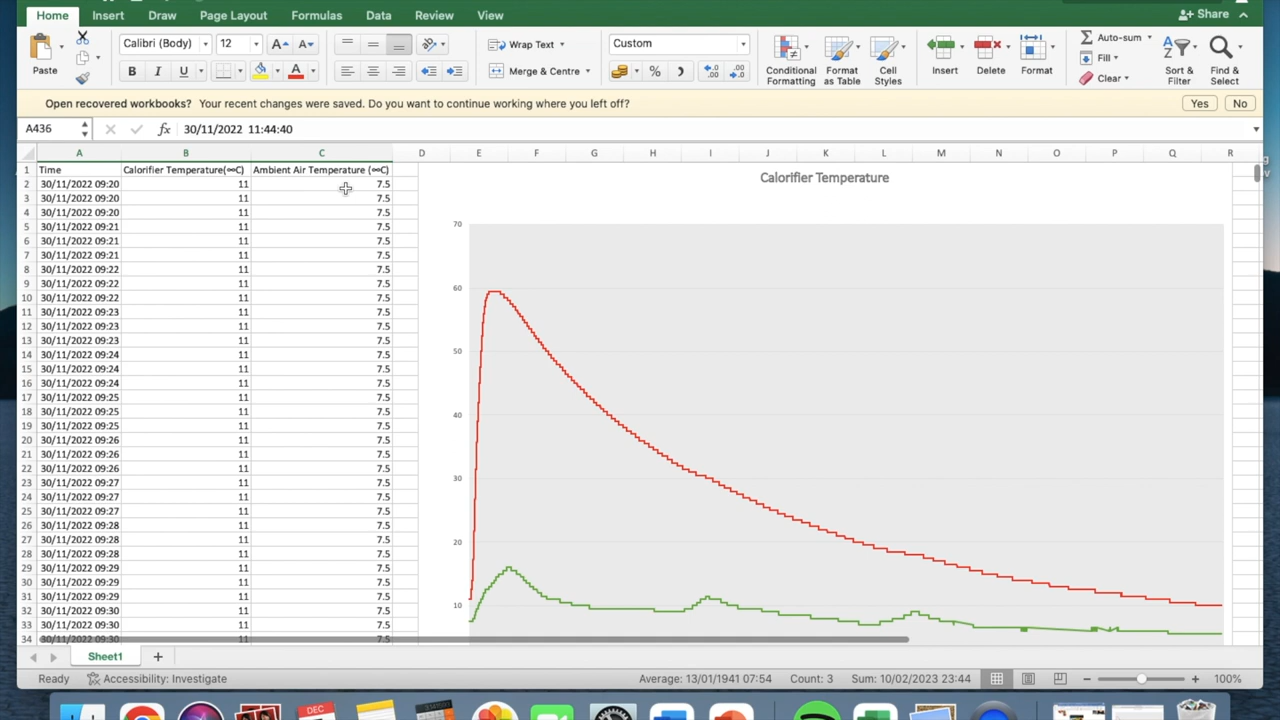 Home Insert Draw Page Layout Formulas Data Review View Share
Calibri (Body) 12 Wrap Text Custom Auto-sum
Paste B I U Merge & Centre Conditional Formatting Format as Table Cell Styles Insert Delete Format Fill Clear Sort & Filter Find & Select
Open recovered workbooks? Your recent changes were saved. Do you want to continue working where you left off? Yes No
A436 fx 30/11/2022 11:44:40
A B C D E F G H I J K L M N O P Q R
1 Time Calorifier Temperature(∞C) Ambient Air Temperature (∞C)
2 30/11/2022 09:20 11 7.5
3 30/11/2022 09:20 11 7.5
4 30/11/2022 09:20 11 7.5
5 30/11/2022 09:21 11 7.5
6 30/11/2022 09:21 11 7.5
7 30/11/2022 09:21 11 7.5
8 30/11/2022 09:22 11 7.5
9 30/11/2022 09:22 11 7.5
10 30/11/2022 09:22 11 7.5
11 30/11/2022 09:23 11 7.5
12 30/11/2022 09:23 11 7.5
13 30/11/2022 09:23 11 7.5
14 30/11/2022 09:24 11 7.5
15 30/11/2022 09:24 11 7.5
16 30/11/2022 09:24 11 7.5
17 30/11/2022 09:25 11 7.5
18 30/11/2022 09:25 11 7.5
19 30/11/2022 09:25 11 7.5
20 30/11/2022 09:26 11 7.5
21 30/11/2022 09:26 11 7.5
22 30/11/2022 09:26 11 7.5
23 30/11/2022 09:27 11 7.5
24 30/11/2022 09:27 11 7.5
25 30/11/2022 09:27 11 7.5
26 30/11/2022 09:28 11 7.5
27 30/11/2022 09:28 11 7.5
28 30/11/2022 09:28 11 7.5
29 30/11/2022 09:29 11 7.5
30 30/11/2022 09:29 11 7.5
31 30/11/2022 09:29 11 7.5
32 30/11/2022 09:30 11 7.5
33 30/11/2022 09:30 11 7.5
34 30/11/2022 09:30 11 7.5
Calorifier Temperature
70
60
50
40
30
20
10
Sheet1
Ready Accessibility: Investigate Average: 13/01/1941 07:54 Count: 3 Sum: 10/02/2023 23:44 100%
DEC